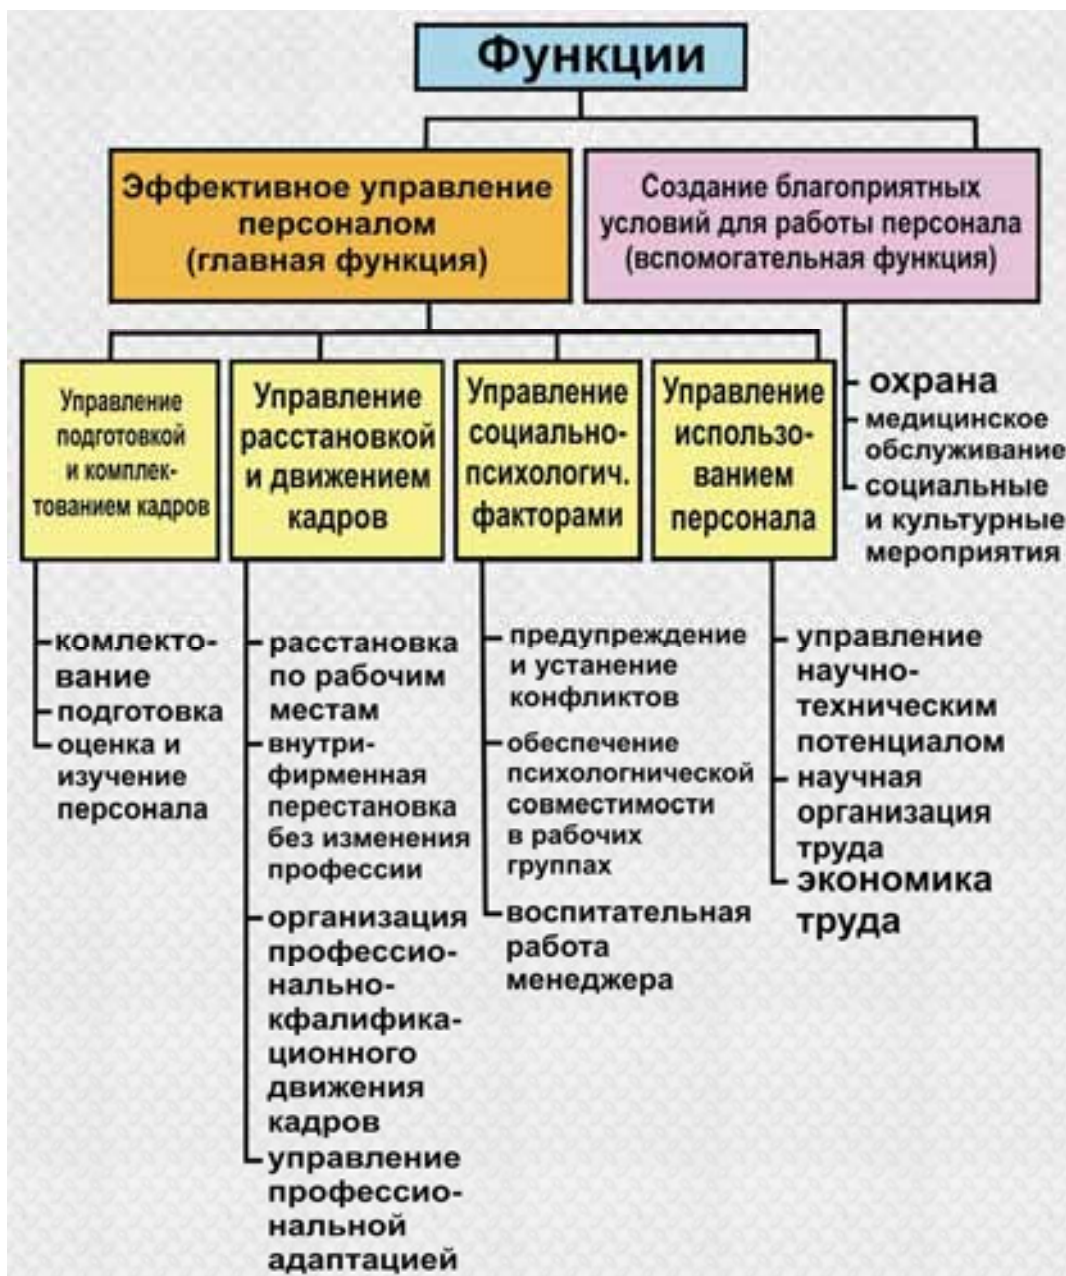 Функции
Эффективное управление
персоналом
(главная функция)
Создание благоприятных
условий для работы персонала
(вспомогательная функция)
Управление
подготовкой
и комплек-
тованием кадров
Управление
расстановкой
и движением
кадров
Управление
социально-
психологич.
факторами
Управление
использо-
ванием
персонала
охрана
медицинское
обслуживание
социальные
и культурные
мероприятия
комлекто-
вание
подготовка
оценка и
изучение
персонала
расстановка
по рабочим
местам
внутри-
фирменная
перестановка
без изменения
профессии
организация
профессио-
нально-
кфалифика-
ционного
движения
кадров
управление
профессио-
нальной
адаптацией
предупреждение
и устанение
конфликтов
обеспечение
психологнической
совместимости
в рабочих
группах
воспитательная
работа
менеджера
управление
научно-
техническим
потенциалом
научная
организация
труда
экономика
труда